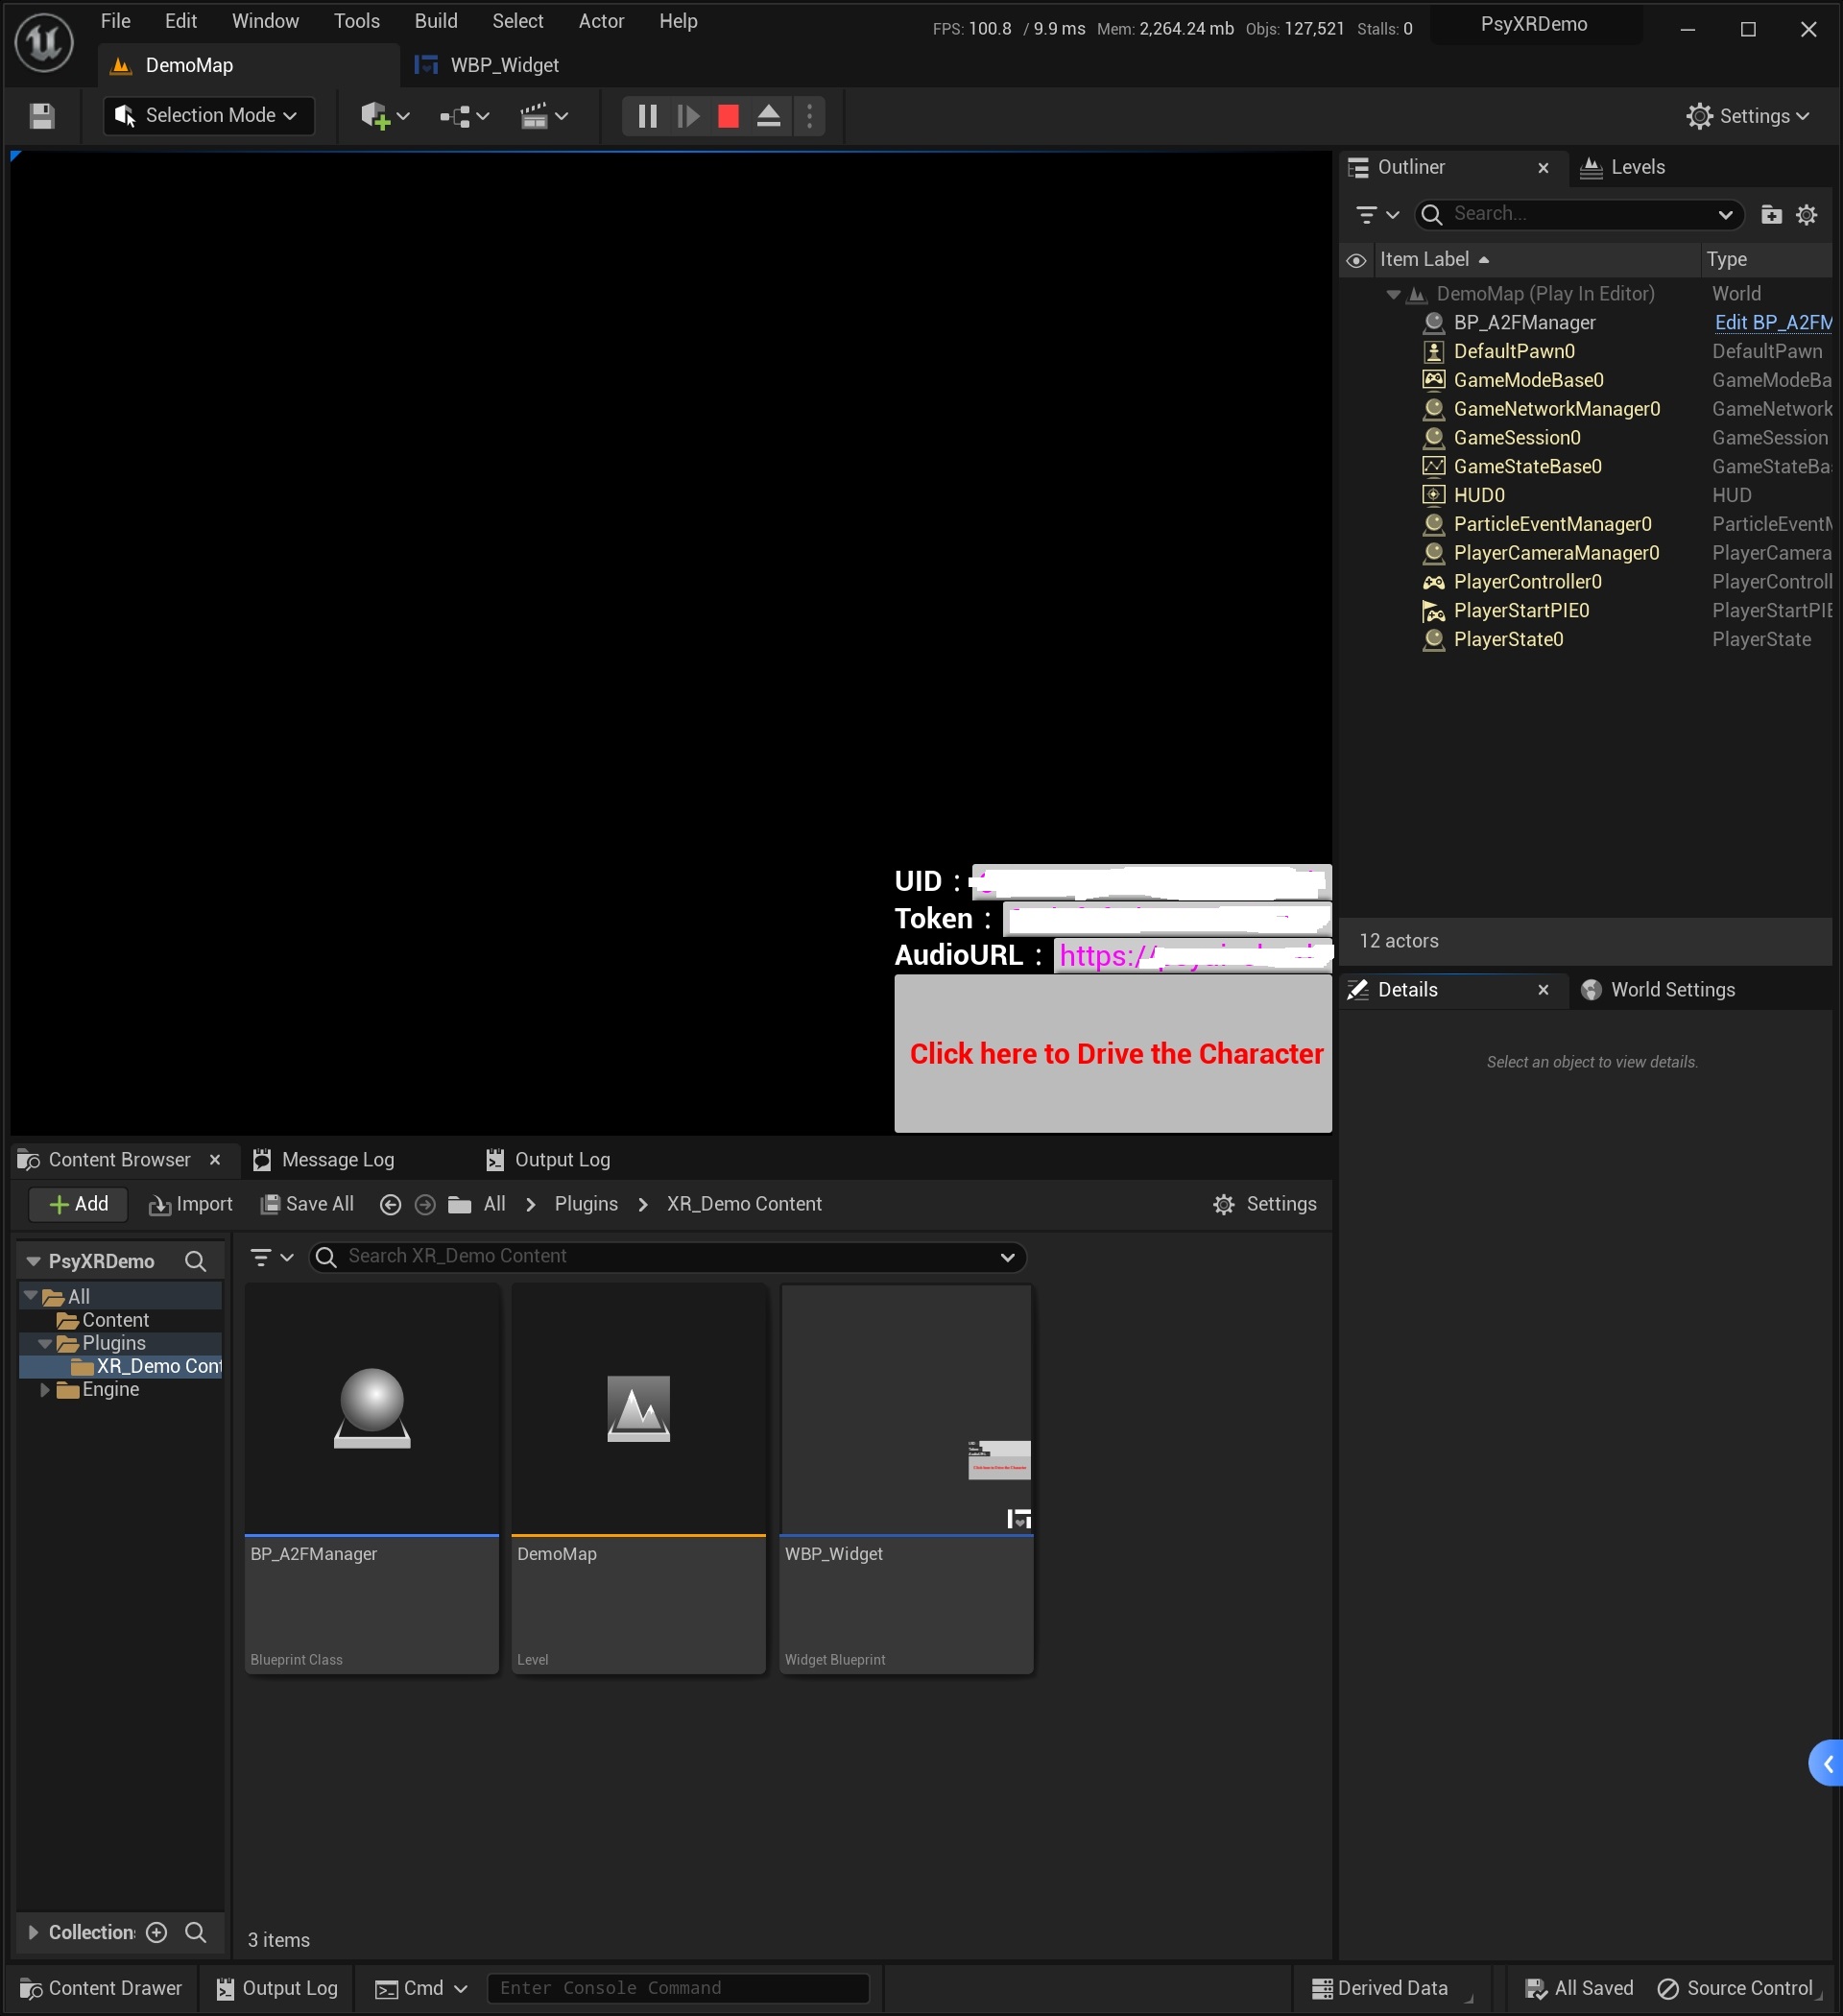 File Edit Window Tools Build Select Actor Help
FPS: 100.8 / 9.9 ms Mem: 2,264.24 mb Objs: 127,521 Stalls: 0
PsyXRDemo
DemoMap
WBP_Widget
Selection Mode
Settings
Outliner
Levels
Search...
Item Label
Type
DemoMap (Play In Editor) World
BP_A2FManager Edit BP_A2FM
DefaultPawn0 DefaultPawn
GameModeBase0 GameModeBa
GameNetworkManager0 GameNetwork
GameSession0 GameSession
GameStateBase0 GameStateBa
HUD0 HUD
ParticleEventManager0 ParticleEventM
PlayerCameraManager0 PlayerCamera
PlayerController0 PlayerControll
PlayerStartPIE0 PlayerStartPIE
PlayerState0 PlayerState
12 actors
Details
World Settings
Select an object to view details.
UID :
Token :
AudioURL : https://
Click here to Drive the Character
Content Browser
Message Log
Output Log
Add
Import
Save All
All > Plugins > XR_Demo Content
Settings
PsyXRDemo
Search XR_Demo Content
All
Content
Plugins
XR_Demo Cont
Engine
BP_A2FManager
Blueprint Class
DemoMap
Level
Click here to Drive the Character
WBP_Widget
Widget Blueprint
Collection
3 items
Content Drawer
Output Log
Cmd
Enter Console Command
Derived Data
All Saved
Source Control